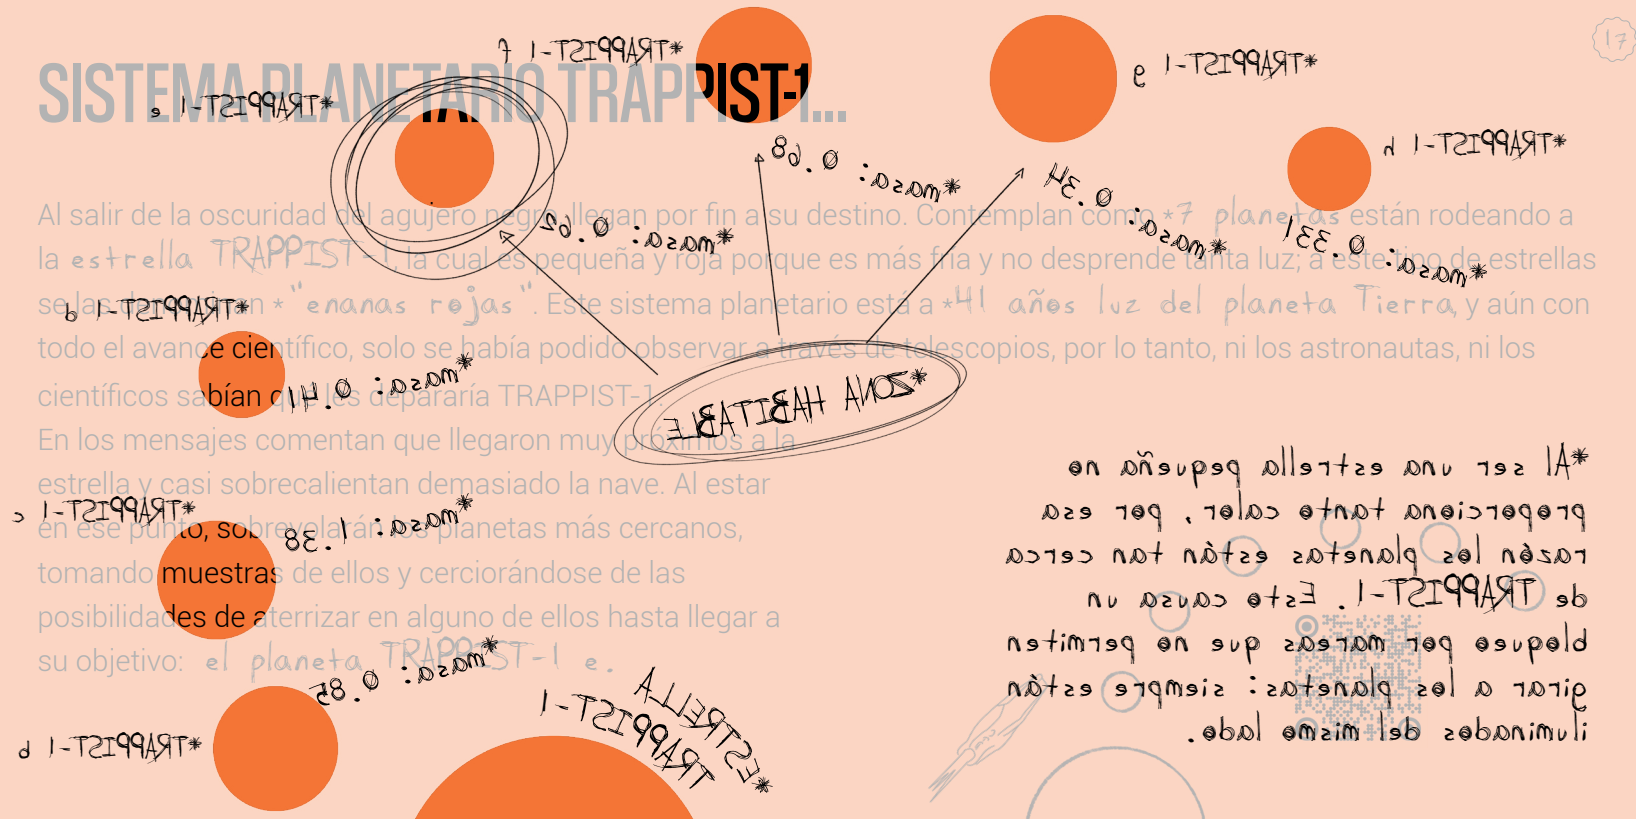 17
SISTEMA PLANETARIO TRAPPIST-1...
Al salir de la oscuridad del agujero negro llegan por fin a su destino. Contemplan cómo *7 planetas están rodeando a
la estrella TRAPPIST-1, la cual es pequeña y roja porque es más fría y no desprende tanta luz; a este tipo de estrellas
se las denominan *"enanas rojas". Este sistema planetario está a *41 años luz del planeta Tierra, y aún con
todo el avance científico, solo se había podido observar a través de telescopios, por lo tanto, ni los astronautas, ni los
científicos sabían qué les depararía TRAPPIST-1.
En los mensajes comentan que llegaron muy próximos a la
estrella y casi sobrecalientan demasiado la nave. Al estar
en ese punto, sobrevolarán los planetas más cercanos,
tomando muestras de ellos y cerciorándose de las
posibilidades de aterrizar en alguno de ellos hasta llegar a
su objetivo: el planeta TRAPPIST-1 e.
*TRAPPIST-1 f
*masa: 0.68
*TRAPPIST-1 g
*masa: 0.34
*TRAPPIST-1 h
*masa: 0.331
*TRAPPIST-1 e
*masa: 0.62
*TRAPPIST-1 d
*masa: 0.41
*ZONA HABITABLE
*TRAPPIST-1 c
*masa: 1.38
*TRAPPIST-1 b
*masa: 0.85
*ESTRELLA
TRAPPIST-1
*Al ser una estrella pequeña no
proporciona tanto calor, por esa
razón los planetas están tan cerca
de TRAPPIST-1. Esto causa un
bloqueo por mareas que no permiten
girar a los planetas: siempre están
iluminados del mismo lado.